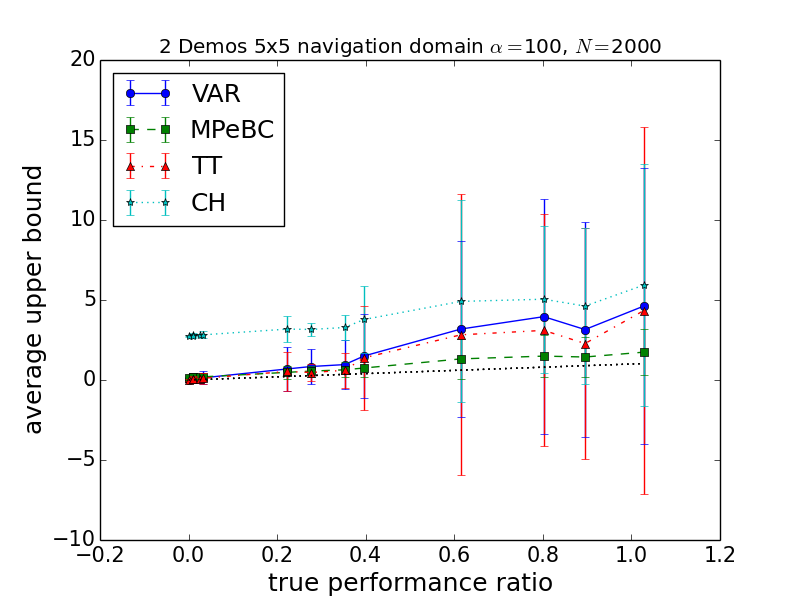 2 Demos 5x5 navigation domain α=100, N=2000
20
15
10
5
0
−5
−10
average upper bound
VAR
MPeBC
TT
CH
−0.2 0.0 0.2 0.4 0.6 0.8 1.0 1.2
true performance ratio